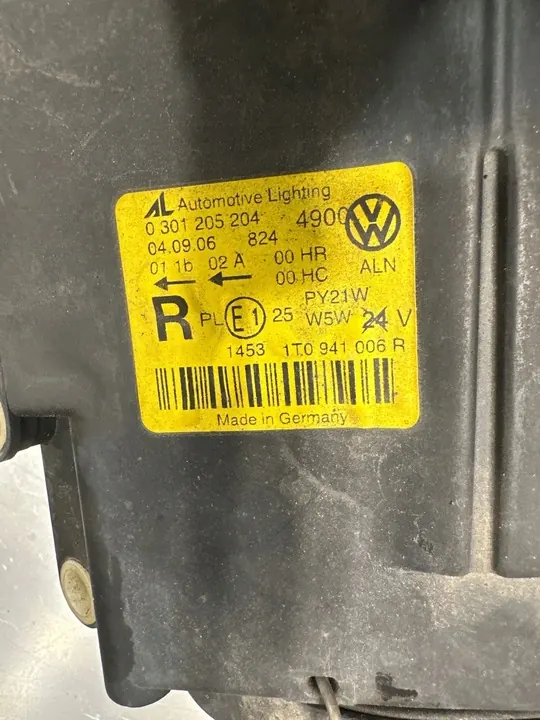 AL Automotive Lighting
0 301 205 204 4900
04.09.06 824
01 1b 02 A 00 HR
00 HC
ALN
R PL E1 25 PY21W
W5W 24 V
1453 1T0 941 006 R
Made in Germany